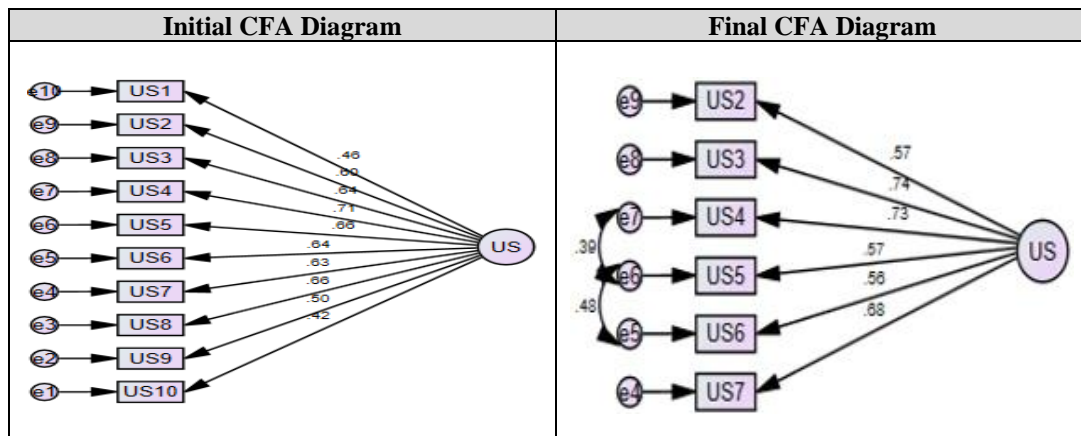 Initial CFA Diagram
Final CFA Diagram
e10 US1
e9 US2
e8 US3
e7 US4
e6 US5
e5 US6
e4 US7
e3 US8
e2 US9
e1 US10
.46
.60
.64
.71
.66
.64
.63
.66
.50
.42
US
e9 US2
e8 US3
e7 US4
e6 US5
e5 US6
e4 US7
.39
.48
.57
.74
.73
.57
.56
.68
US